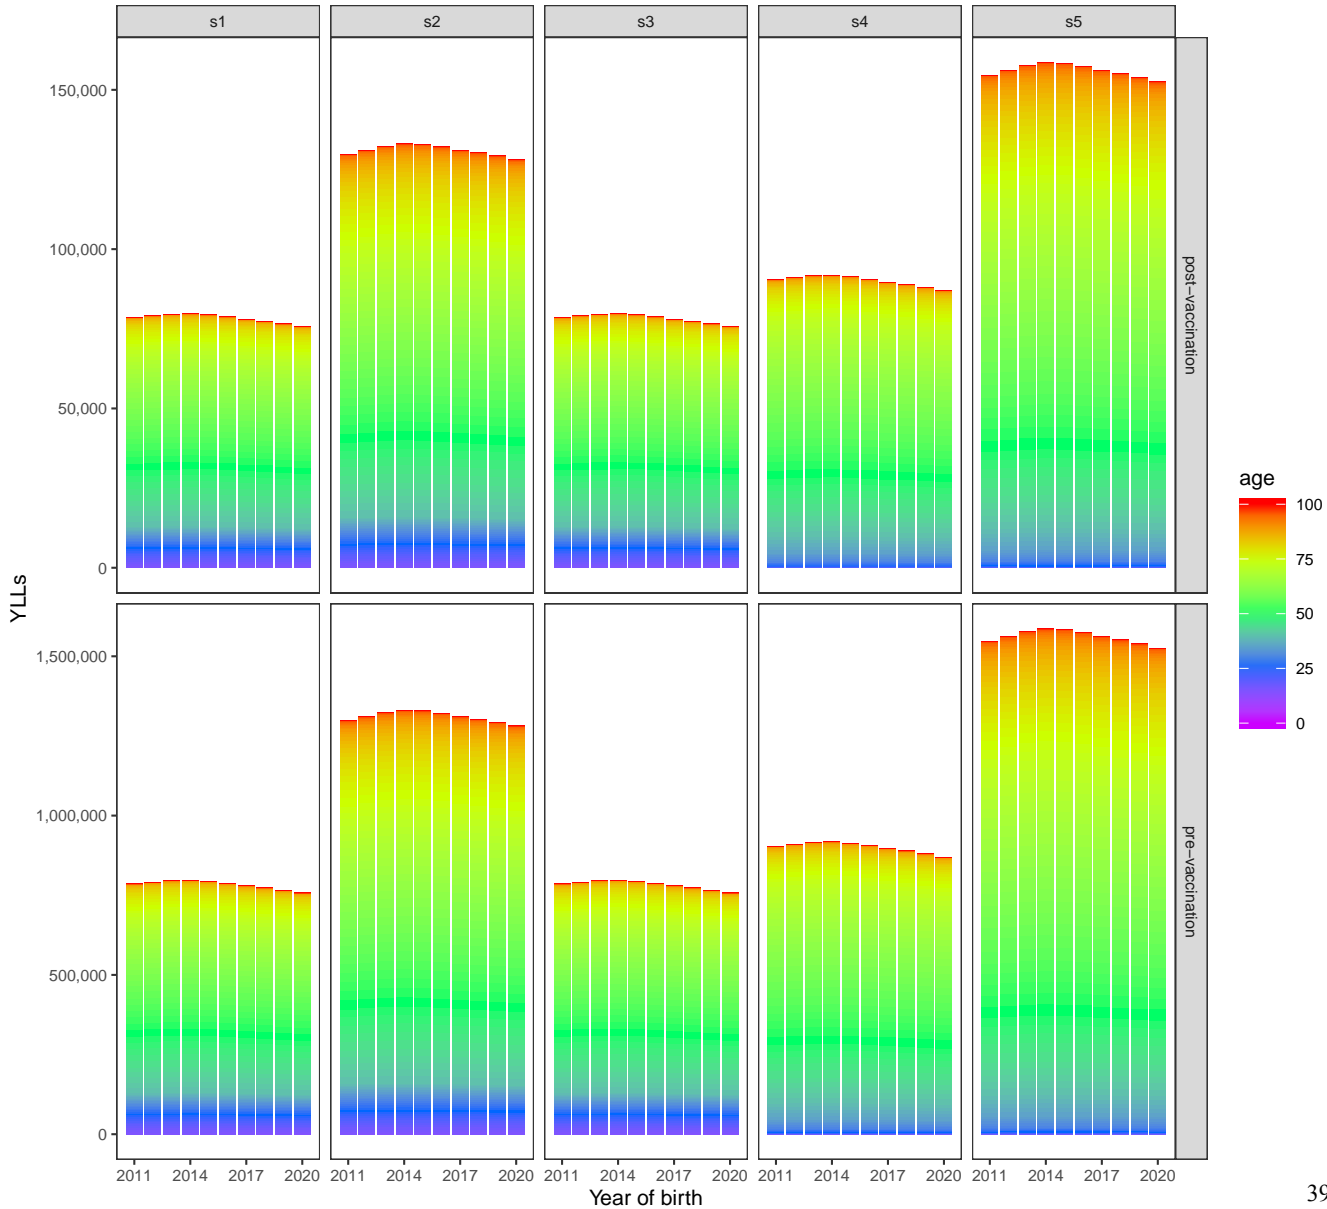 s1 s2 s3 s4 s5
150,000
100,000
50,000
0
post−vaccination
YLLs
1,500,000
1,000,000
500,000
0
pre−vaccination
2011 2014 2017 2020 2011 2014 2017 2020 2011 2014 2017 2020 2011 2014 2017 2020 2011 2014 2017 2020
Year of birth
age
100
75
50
25
0
39